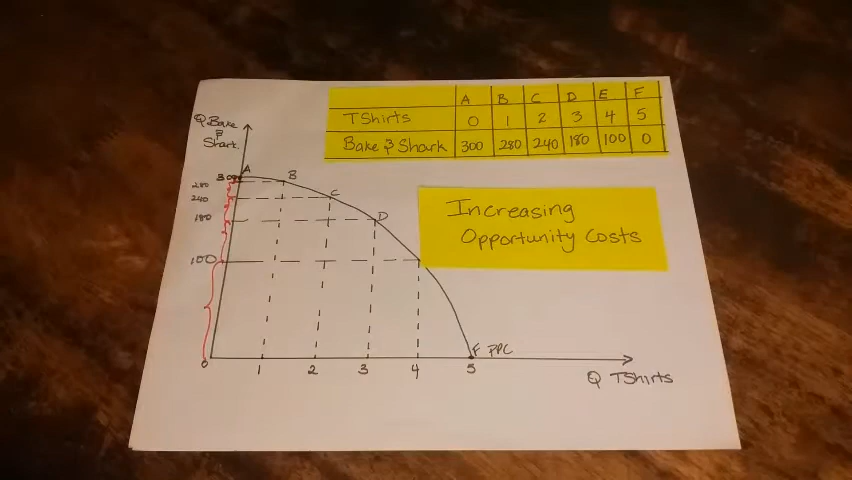 A B C D E F
TShirts 0 1 2 3 4 5
Bake & Shark 300 280 240 180 100 0
Q Bake
&
Shark
300 A
280 B
240 C
180 D
100
Increasing
Opportunity Costs
F PPC
0 1 2 3 4 5
Q TShirts